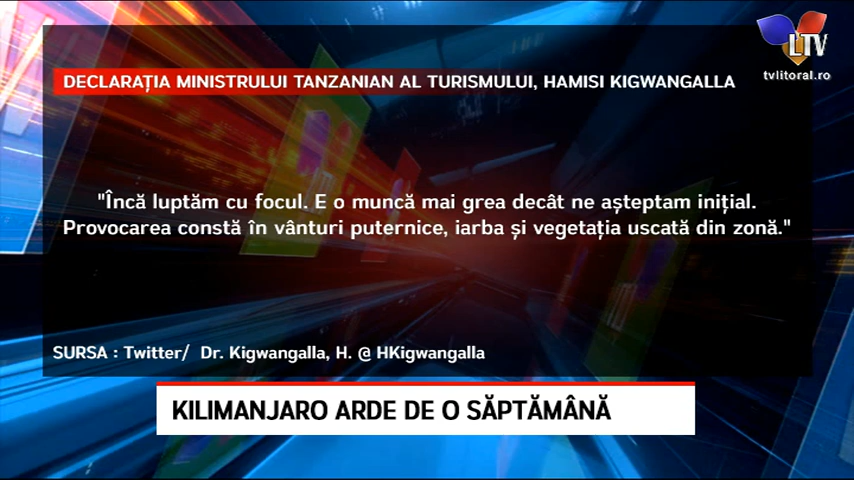 LTV
tvlitoral.ro
DECLARAȚIA MINISTRULUI TANZANIAN AL TURISMULUI, HAMISI KIGWANGALLA
"Încă luptăm cu focul. E o muncă mai grea decât ne așteptam inițial.
Provocarea constă în vânturi puternice, iarba și vegetația uscată din zonă."
SURSA : Twitter/ Dr. Kigwangalla, H. @ HKigwangalla
KILIMANJARO ARDE DE O SĂPTĂMÂNĂ